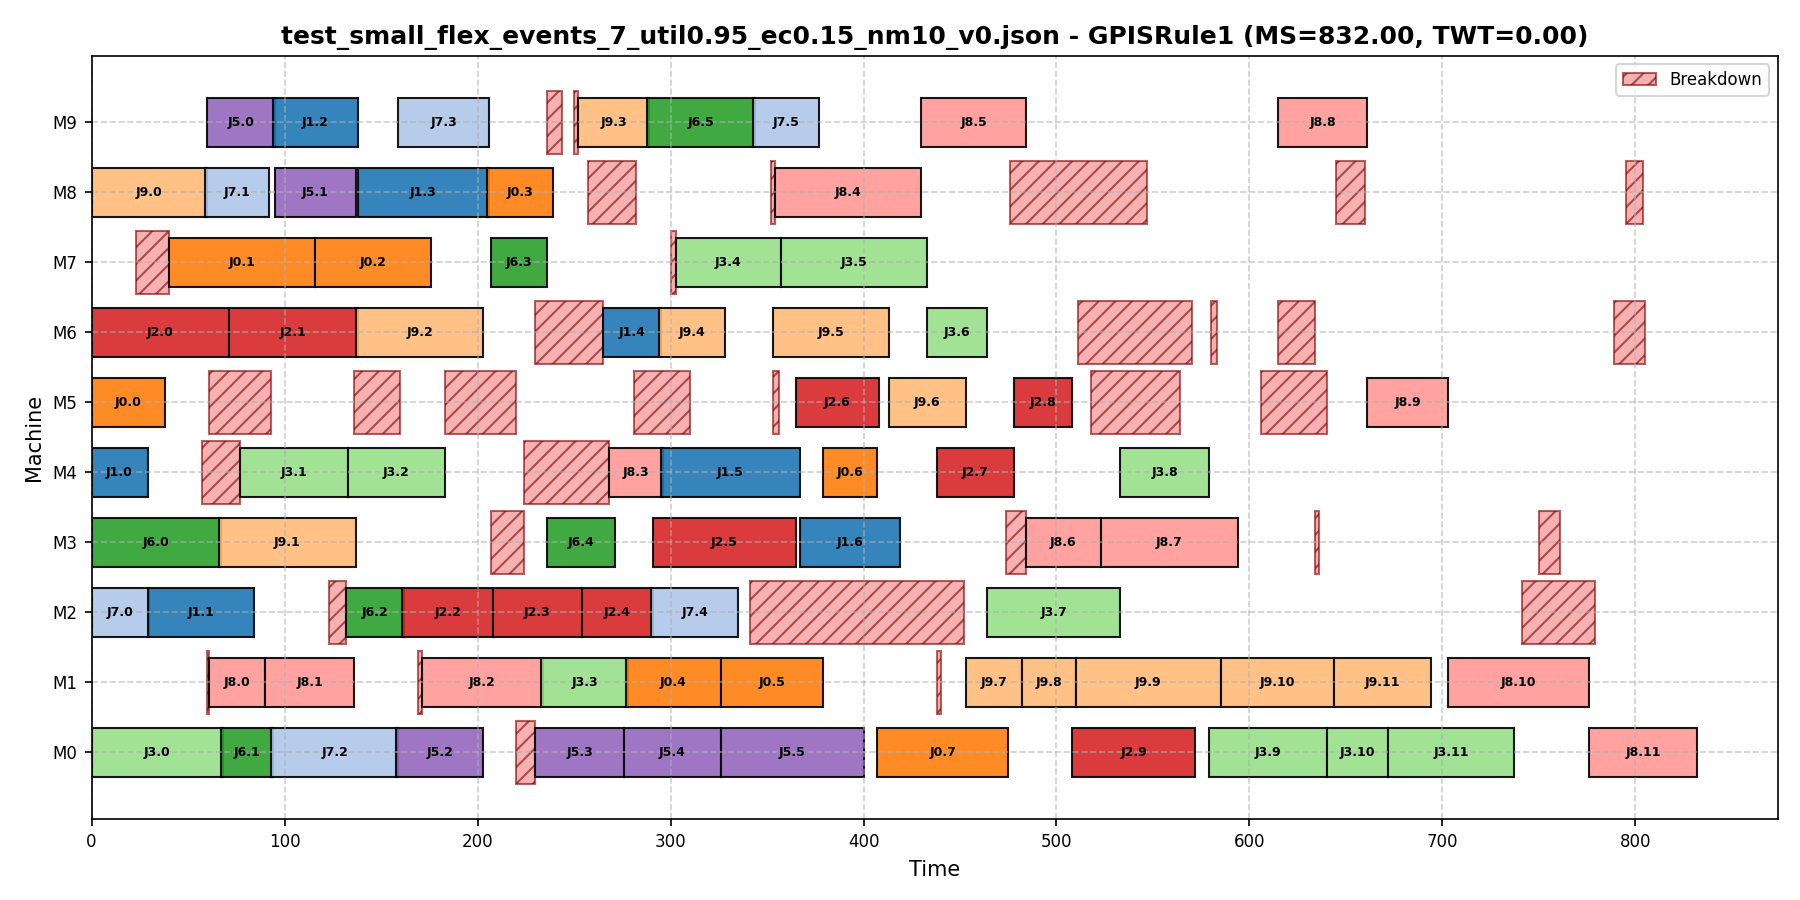 test_small_flex_events_7_util0.95_ec0.15_nm10_v0.json - GPISRule1 (MS=832.00, TWT=0.00)
Breakdown
M9 J5.0 J1.2 J7.3 J9.3 J6.5 J7.5 J8.5 J8.8
M8 J9.0 J7.1 J5.1 J1.3 J0.3 J8.4
M7 J0.1 J0.2 J6.3 J3.4 J3.5
M6 J2.0 J2.1 J9.2 J1.4 J9.4 J9.5 J3.6
M5 J0.0 J2.6 J9.6 J2.8 J8.9
M4 J1.0 J3.1 J3.2 J8.3 J1.5 J0.6 J2.7 J3.8
M3 J6.0 J9.1 J6.4 J2.5 J1.6 J8.6 J8.7
M2 J7.0 J1.1 J6.2 J2.2 J2.3 J2.4 J7.4 J3.7
M1 J8.0 J8.1 J8.2 J3.3 J0.4 J0.5 J9.7 J9.8 J9.9 J9.10 J9.11 J8.10
M0 J3.0 J6.1 J7.2 J5.2 J5.3 J5.4 J5.5 J0.7 J2.9 J3.9 J3.10 J3.11 J8.11
Machine
0 100 200 300 400 500 600 700 800
Time